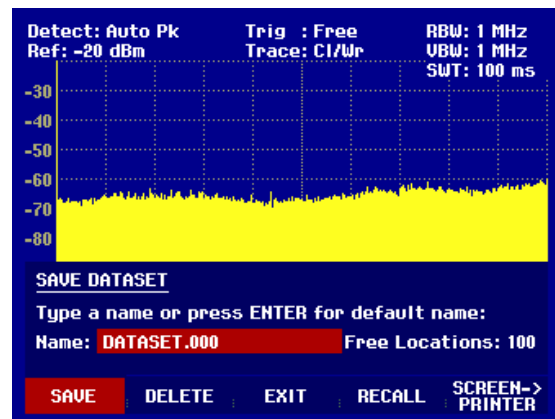 Detect: Auto Pk Trig : Free RBW: 1 MHz
Ref: -20 dBm Trace: Cl/Wr VBW: 1 MHz
SWT: 100 ms
-30
-40
-50
-60
-70
-80
SAVE DATASET
Type a name or press ENTER for default name:
Name: DATASET.000 Free Locations: 100
SAVE DELETE EXIT RECALL SCREEN->
PRINTER